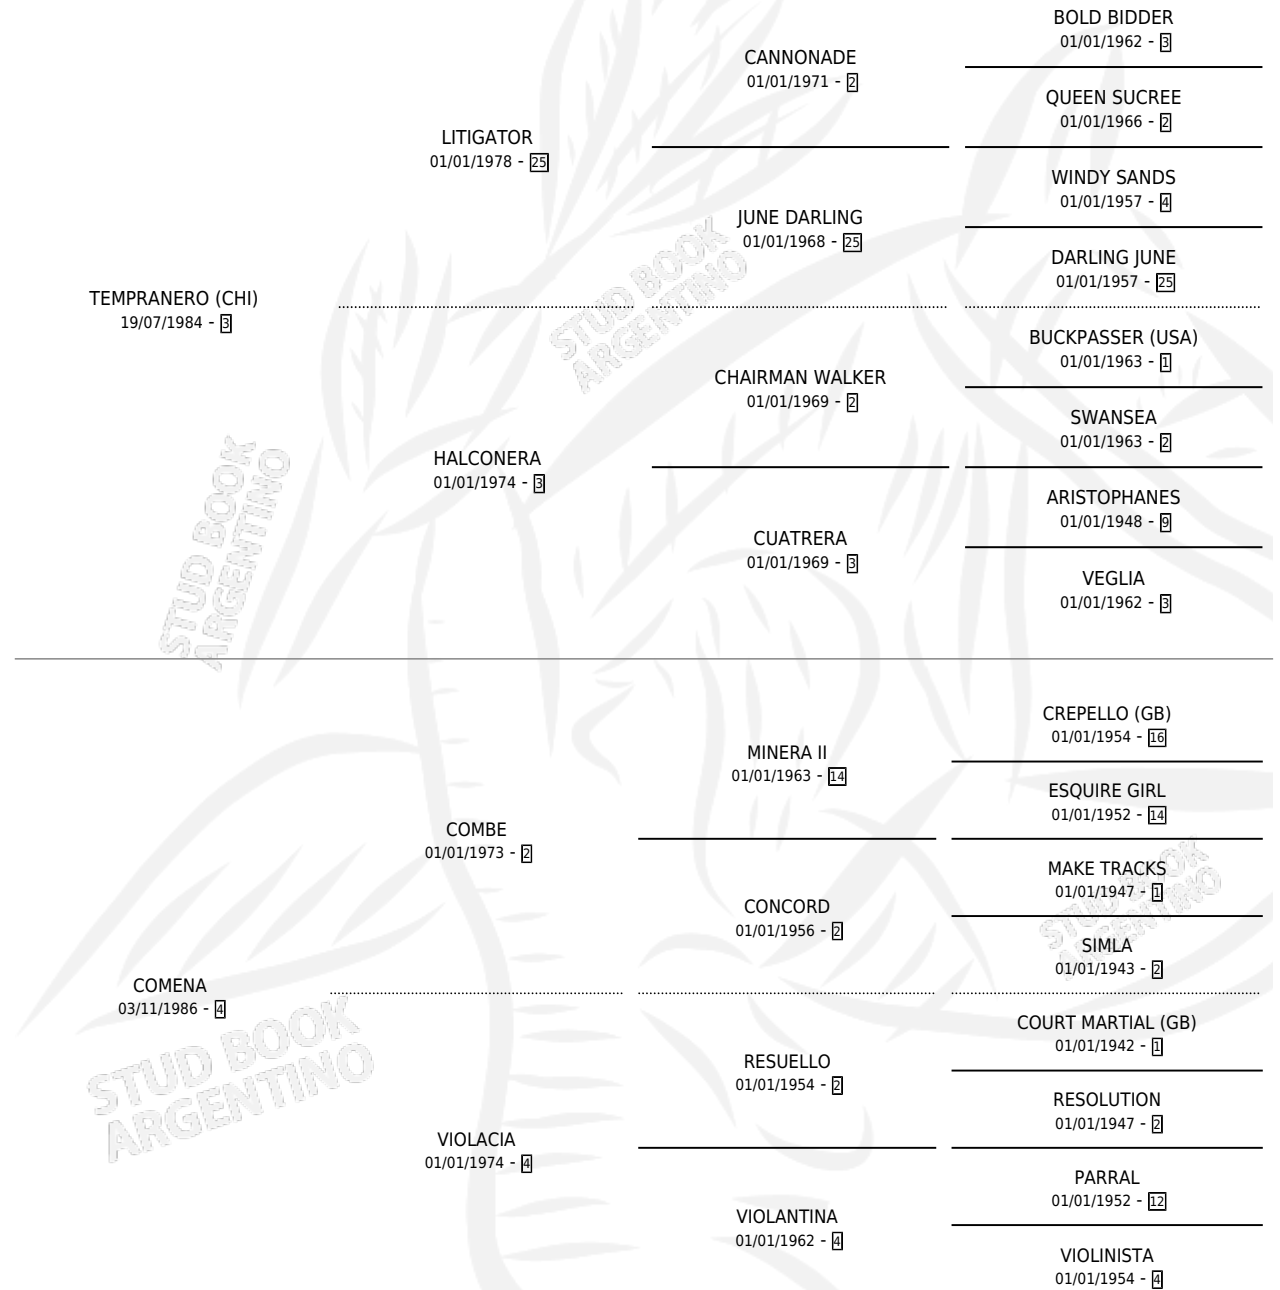 BOLD BIDDER
01/01/1962 - 3
CANNONADE
01/01/1971 - 2
QUEEN SUCREE
01/01/1966 - 2
LITIGATOR
01/01/1978 - 25
WINDY SANDS
01/01/1957 - 4
JUNE DARLING
01/01/1968 - 25
DARLING JUNE
01/01/1957 - 25
TEMPRANERO (CHI)
19/07/1984 - 3
BUCKPASSER (USA)
01/01/1963 - 1
CHAIRMAN WALKER
01/01/1969 - 2
SWANSEA
01/01/1963 - 2
HALCONERA
01/01/1974 - 3
ARISTOPHANES
01/01/1948 - 9
CUATRERA
01/01/1969 - 3
VEGLIA
01/01/1962 - 3
CREPELLO (GB)
01/01/1954 - 16
MINERA II
01/01/1963 - 14
ESQUIRE GIRL
01/01/1952 - 14
COMBE
01/01/1973 - 2
MAKE TRACKS
01/01/1947 - 1
CONCORD
01/01/1956 - 2
SIMLA
01/01/1943 - 2
COMENA
03/11/1986 - 4
COURT MARTIAL (GB)
01/01/1942 - 1
RESUELLO
01/01/1954 - 2
RESOLUTION
01/01/1947 - 2
VIOLACIA
01/01/1974 - 4
PARRAL
01/01/1952 - 12
VIOLANTINA
01/01/1962 - 4
VIOLINISTA
01/01/1954 - 4
STUD BOOK
ARGENTINO
STUD BOOK
ARGENTINO
STUD BOOK
ARGENTINO
STUD BOOK
ARGENTINO